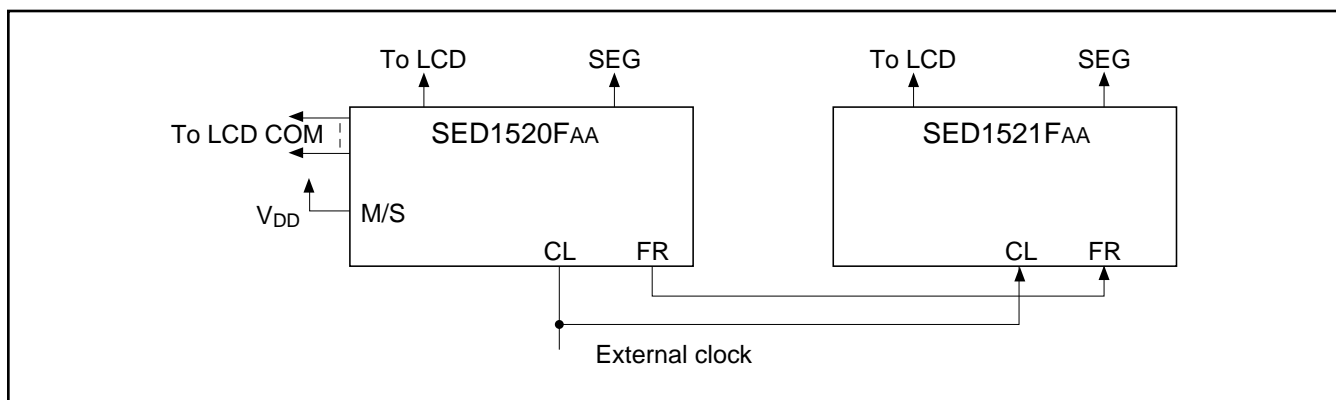 To LCD SEG To LCD SEG
To LCD COM SED1520FAA SED1521FAA
VDD M/S
CL FR CL FR
External clock